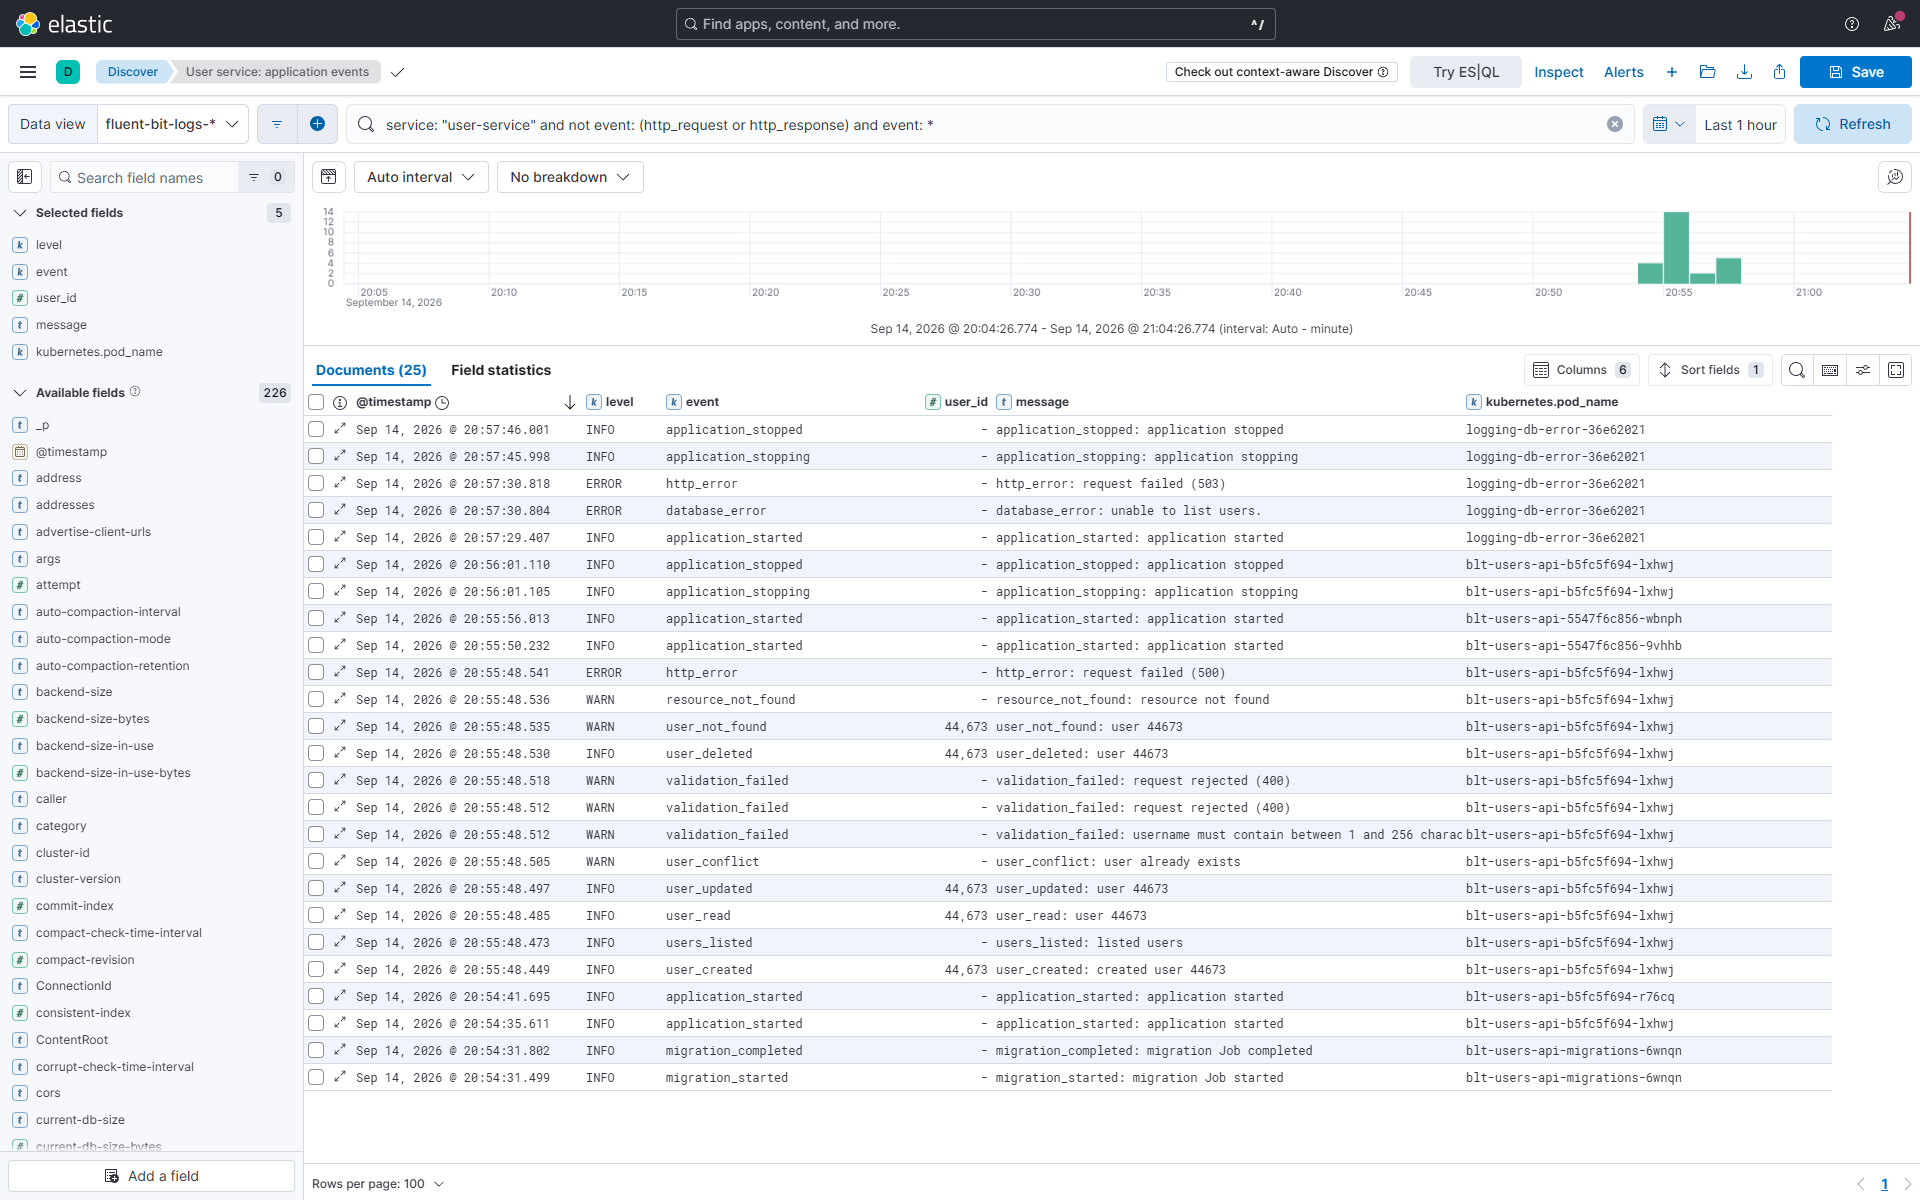 elastic
Find apps, content, and more.
^/
D
Discover
User service: application events
Check out context-aware Discover
Try ES|QL
Inspect
Alerts
Save
Data view
fluent-bit-logs-*
service: "user-service" and not event: (http_request or http_response) and event: *
Last 1 hour
Refresh
Search field names
0
Auto interval
No breakdown
Selected fields
5
level
event
user_id
message
kubernetes.pod_name
Available fields
226
_p
@timestamp
address
addresses
advertise-client-urls
args
attempt
auto-compaction-interval
auto-compaction-mode
auto-compaction-retention
backend-size
backend-size-bytes
backend-size-in-use
backend-size-in-use-bytes
caller
category
cluster-id
cluster-version
commit-index
compact-check-time-interval
compact-revision
ConnectionId
consistent-index
ContentRoot
corrupt-check-time-interval
cors
current-db-size
current-db-size-bytes
Add a field
14
12
10
8
6
4
2
0
20:05 20:10 20:15 20:20 20:25 20:30 20:35 20:40 20:45 20:50 20:55 21:00
September 14, 2026
Sep 14, 2026 @ 20:04:26.774 - Sep 14, 2026 @ 21:04:26.774 (interval: Auto - minute)
Documents (25)
Field statistics
Columns 6
Sort fields 1
@timestamp level event user_id message kubernetes.pod_name
Sep 14, 2026 @ 20:57:46.001 INFO application_stopped - application_stopped: application stopped logging-db-error-36e62021
Sep 14, 2026 @ 20:57:45.998 INFO application_stopping - application_stopping: application stopping logging-db-error-36e62021
Sep 14, 2026 @ 20:57:30.818 ERROR http_error - http_error: request failed (503) logging-db-error-36e62021
Sep 14, 2026 @ 20:57:30.804 ERROR database_error - database_error: unable to list users. logging-db-error-36e62021
Sep 14, 2026 @ 20:57:29.407 INFO application_started - application_started: application started logging-db-error-36e62021
Sep 14, 2026 @ 20:56:01.110 INFO application_stopped - application_stopped: application stopped blt-users-api-b5fc5f694-lxhwj
Sep 14, 2026 @ 20:56:01.105 INFO application_stopping - application_stopping: application stopping blt-users-api-b5fc5f694-lxhwj
Sep 14, 2026 @ 20:55:56.013 INFO application_started - application_started: application started blt-users-api-5547f6c856-wbnph
Sep 14, 2026 @ 20:55:50.232 INFO application_started - application_started: application started blt-users-api-5547f6c856-9vhhb
Sep 14, 2026 @ 20:55:48.541 ERROR http_error - http_error: request failed (500) blt-users-api-b5fc5f694-lxhwj
Sep 14, 2026 @ 20:55:48.536 WARN resource_not_found - resource_not_found: resource not found blt-users-api-b5fc5f694-lxhwj
Sep 14, 2026 @ 20:55:48.535 WARN user_not_found 44,673 user_not_found: user 44673 blt-users-api-b5fc5f694-lxhwj
Sep 14, 2026 @ 20:55:48.530 INFO user_deleted 44,673 user_deleted: user 44673 blt-users-api-b5fc5f694-lxhwj
Sep 14, 2026 @ 20:55:48.518 WARN validation_failed - validation_failed: request rejected (400) blt-users-api-b5fc5f694-lxhwj
Sep 14, 2026 @ 20:55:48.512 WARN validation_failed - validation_failed: request rejected (400) blt-users-api-b5fc5f694-lxhwj
Sep 14, 2026 @ 20:55:48.512 WARN validation_failed - validation_failed: username must contain between 1 and 256 charac blt-users-api-b5fc5f694-lxhwj
Sep 14, 2026 @ 20:55:48.505 WARN user_conflict - user_conflict: user already exists blt-users-api-b5fc5f694-lxhwj
Sep 14, 2026 @ 20:55:48.497 INFO user_updated 44,673 user_updated: user 44673 blt-users-api-b5fc5f694-lxhwj
Sep 14, 2026 @ 20:55:48.485 INFO user_read 44,673 user_read: user 44673 blt-users-api-b5fc5f694-lxhwj
Sep 14, 2026 @ 20:55:48.473 INFO users_listed - users_listed: listed users blt-users-api-b5fc5f694-lxhwj
Sep 14, 2026 @ 20:55:48.449 INFO user_created 44,673 user_created: created user 44673 blt-users-api-b5fc5f694-lxhwj
Sep 14, 2026 @ 20:54:41.695 INFO application_started - application_started: application started blt-users-api-b5fc5f694-r76cq
Sep 14, 2026 @ 20:54:35.611 INFO application_started - application_started: application started blt-users-api-b5fc5f694-lxhwj
Sep 14, 2026 @ 20:54:31.802 INFO migration_completed - migration_completed: migration Job completed blt-users-api-migrations-6wnqn
Sep 14, 2026 @ 20:54:31.499 INFO migration_started - migration_started: migration Job started blt-users-api-migrations-6wnqn
Rows per page: 100
1